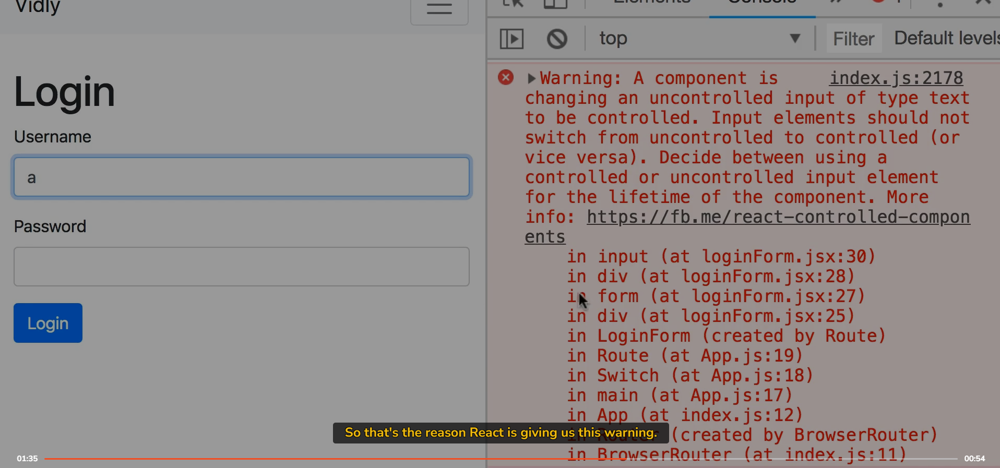 Vidly
Elements Console »
top ▼ Filter Default levels
Login
Username
a
Password
Login
Warning: A component is index.js:2178
changing an uncontrolled input of type text
to be controlled. Input elements should not
switch from uncontrolled to controlled (or
vice versa). Decide between using a
controlled or uncontrolled input element
for the lifetime of the component. More
info: https://fb.me/react-controlled-compon
ents
in input (at loginForm.jsx:30)
in div (at loginForm.jsx:28)
in form (at loginForm.jsx:27)
in div (at loginForm.jsx:25)
in LoginForm (created by Route)
in Route (at App.js:19)
in Switch (at App.js:18)
in main (at App.js:17)
in App (at index.js:12)
in Router (created by BrowserRouter)
in BrowserRouter (at index.js:11)
So that's the reason React is giving us this warning.
01:35
00:54